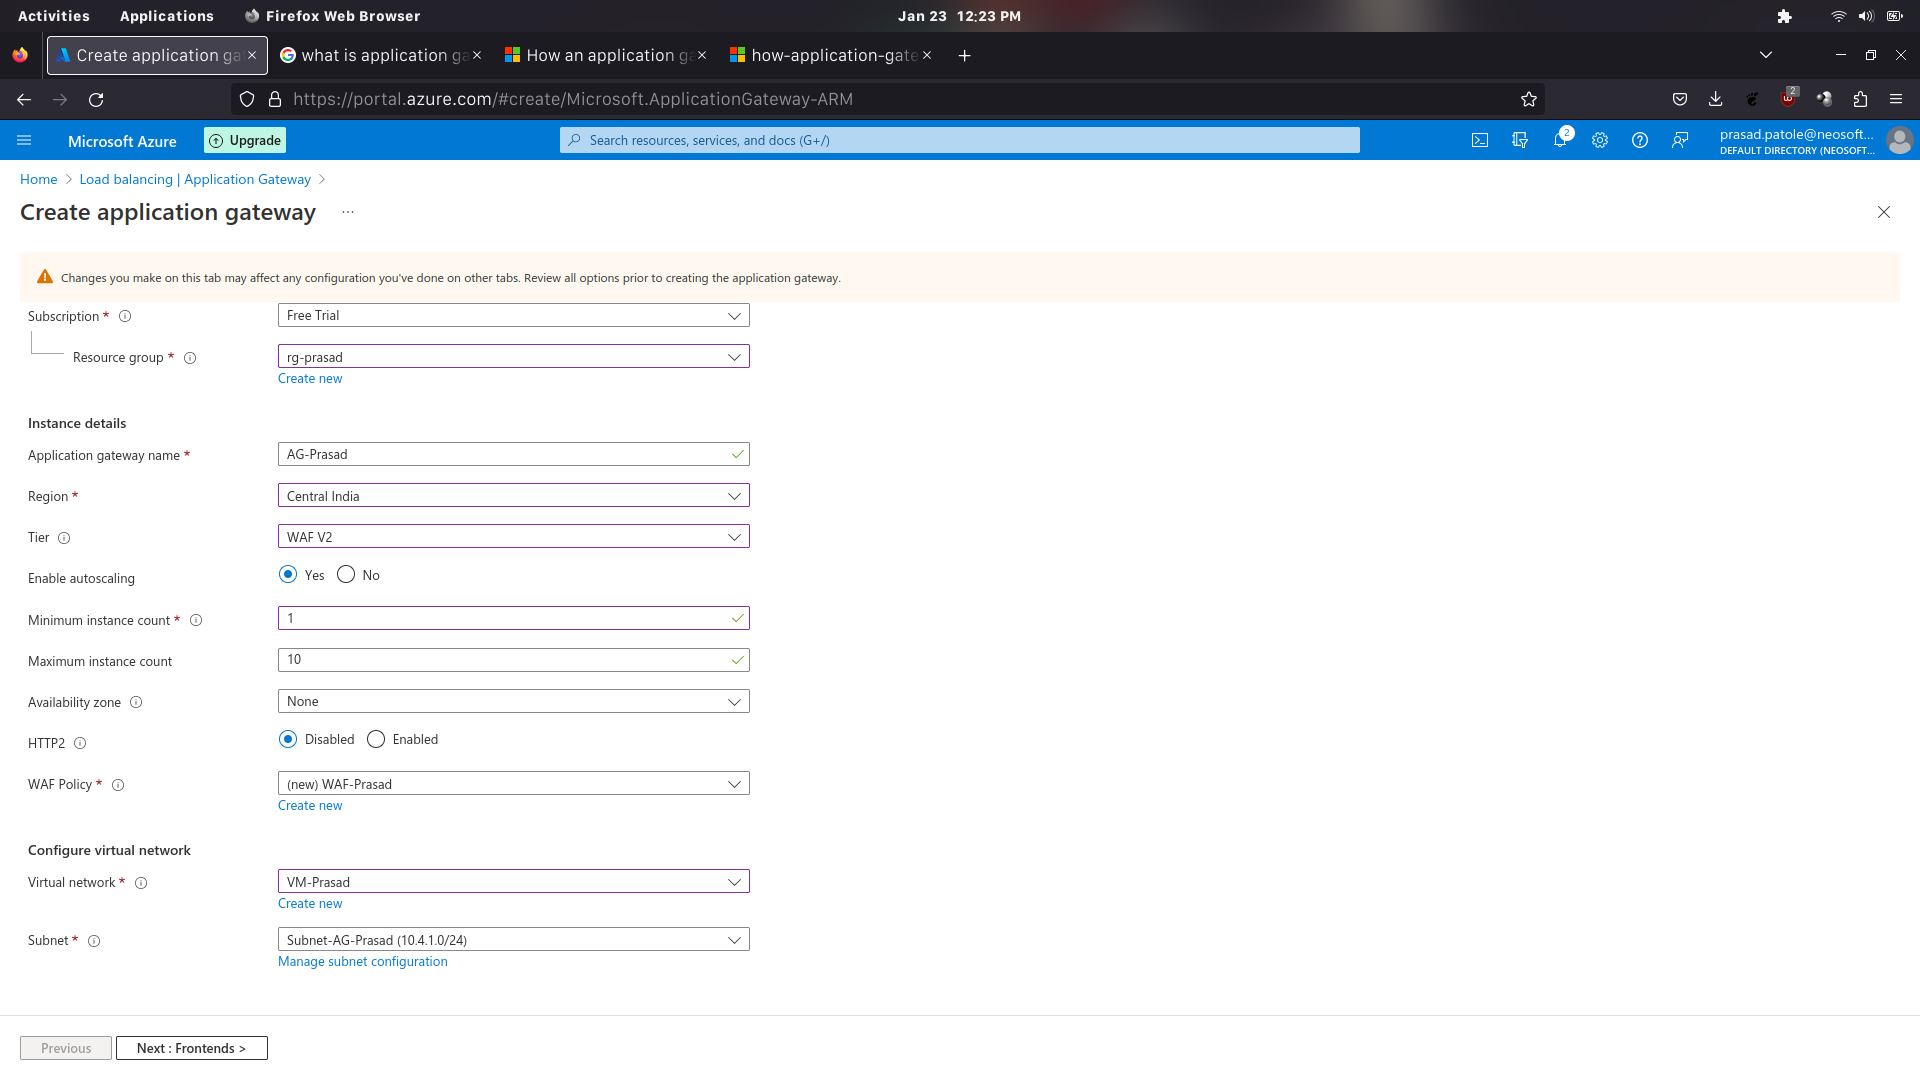 Activities Applications Firefox Web Browser Jan 23 12:23 PM
Create application ga what is application ga How an application ga how-application-gate
https://portal.azure.com/#create/Microsoft.ApplicationGateway-ARM 2
Microsoft Azure Upgrade Search resources, services, and docs (G+/) 2 prasad.patole@neosoft...
DEFAULT DIRECTORY (NEOSOFT...
Home > Load balancing | Application Gateway >
Create application gateway ...
Changes you make on this tab may affect any configuration you've done on other tabs. Review all options prior to creating the application gateway.
Subscription * Free Trial
Resource group * rg-prasad
Create new
Instance details
Application gateway name * AG-Prasad
Region * Central India
Tier WAF V2
Enable autoscaling Yes No
Minimum instance count * 1
Maximum instance count 10
Availability zone None
HTTP2 Disabled Enabled
WAF Policy * (new) WAF-Prasad
Create new
Configure virtual network
Virtual network * VM-Prasad
Create new
Subnet * Subnet-AG-Prasad (10.4.1.0/24)
Manage subnet configuration
Previous Next : Frontends >